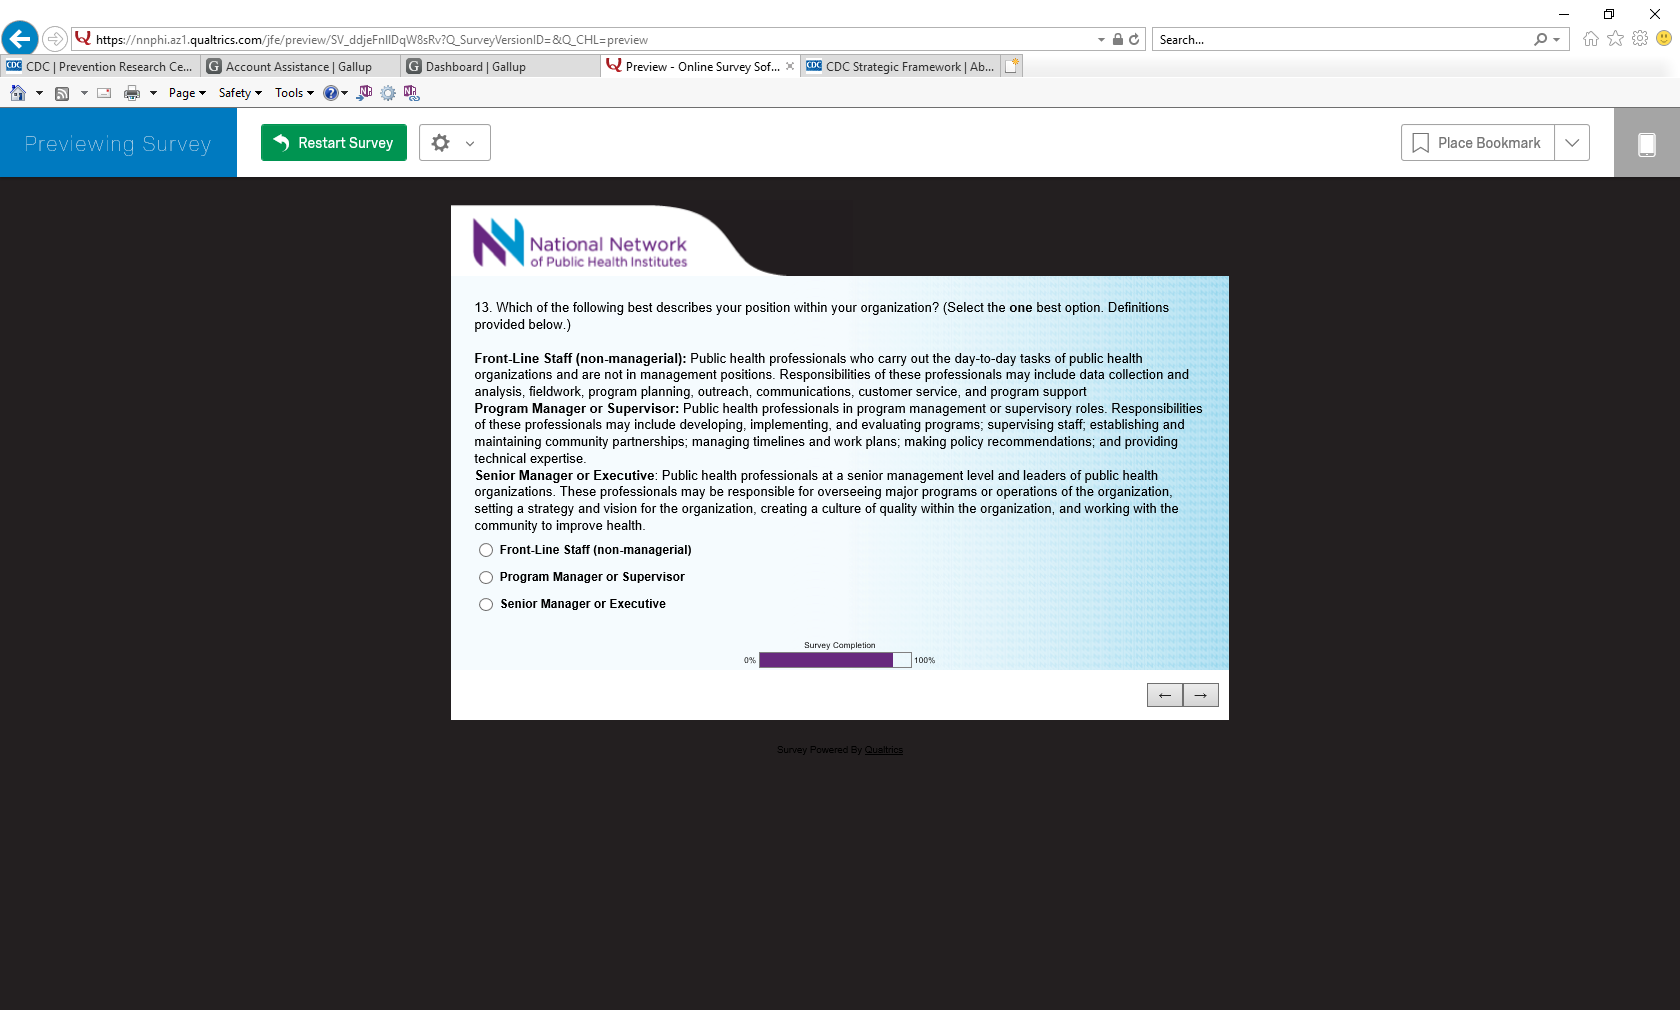 https://nnphi.az1.qualtrics.com/jfe/preview/SV_ddjeFnIIDqW8sRv?Q_SurveyVersionID=&Q_CHL=preview
Search...
CDC | Prevention Research Ce...
G Account Assistance | Gallup
G Dashboard | Gallup
Preview - Online Survey Sof...
CDC CDC Strategic Framework | Ab...
Page Safety Tools
Previewing Survey
Restart Survey
Place Bookmark
National Network
of Public Health Institutes
13. Which of the following best describes your position within your organization? (Select the one best option. Definitions
provided below.)
Front-Line Staff (non-managerial): Public health professionals who carry out the day-to-day tasks of public health
organizations and are not in management positions. Responsibilities of these professionals may include data collection and
analysis, fieldwork, program planning, outreach, communications, customer service, and program support
Program Manager or Supervisor: Public health professionals in program management or supervisory roles. Responsibilities
of these professionals may include developing, implementing, and evaluating programs; supervising staff; establishing and
maintaining community partnerships; managing timelines and work plans; making policy recommendations; and providing
technical expertise.
Senior Manager or Executive: Public health professionals at a senior management level and leaders of public health
organizations. These professionals may be responsible for overseeing major programs or operations of the organization,
setting a strategy and vision for the organization, creating a culture of quality within the organization, and working with the
community to improve health.
Front-Line Staff (non-managerial)
Program Manager or Supervisor
Senior Manager or Executive
Survey Completion
0% 100%
← →
Survey Powered By Qualtrics